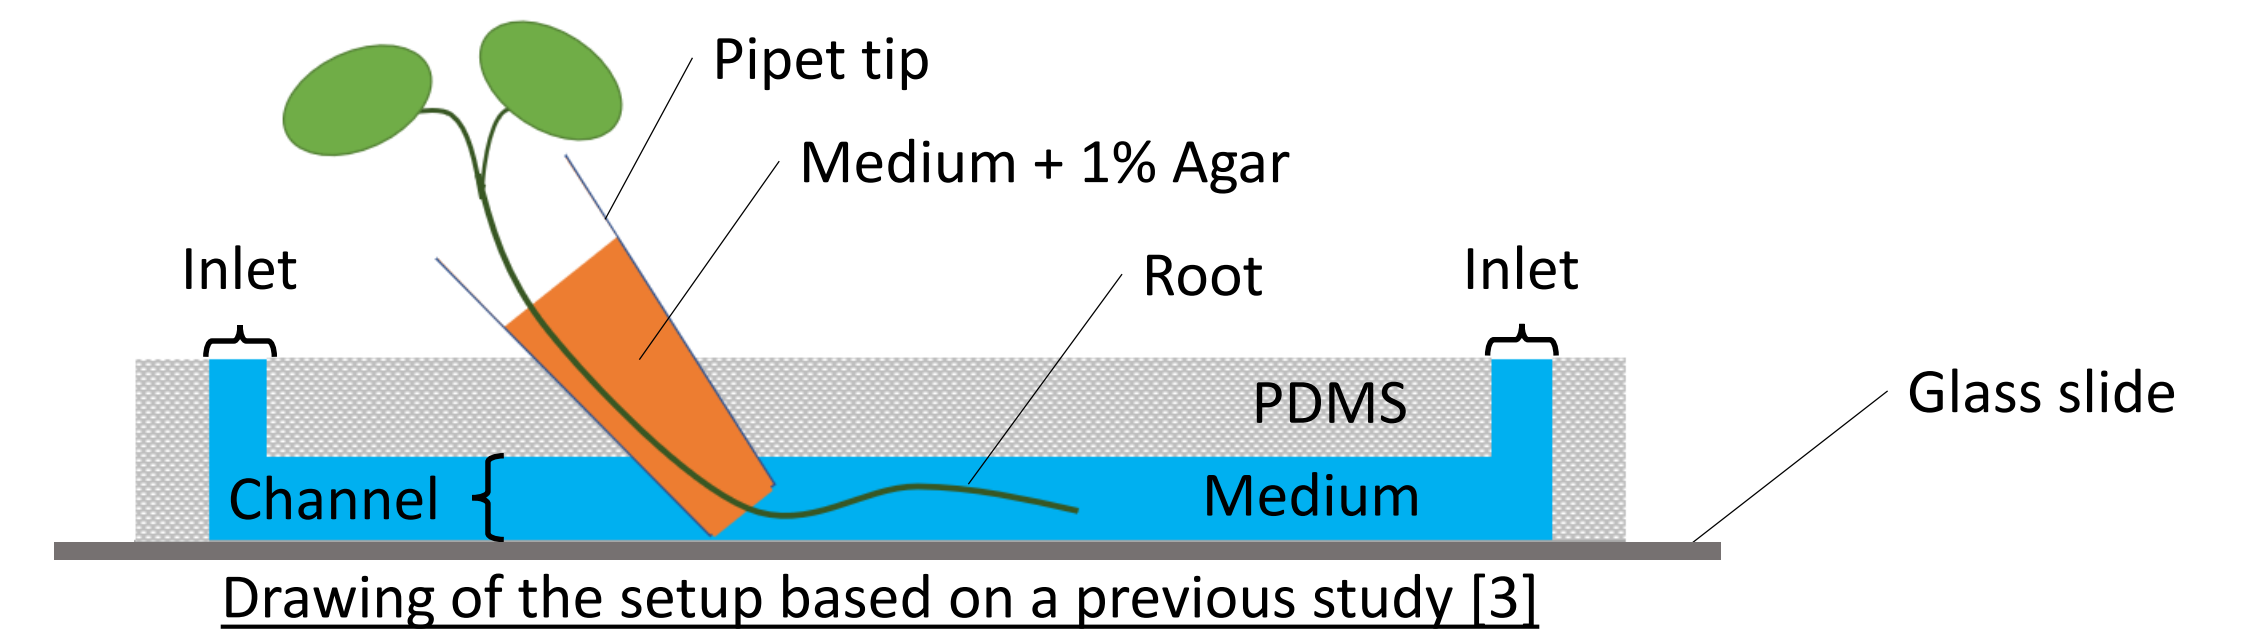 Pipet tip
Medium + 1% Agar
Inlet
Root
Inlet
PDMS
Glass slide
Channel
Medium
Drawing of the setup based on a previous study [3]